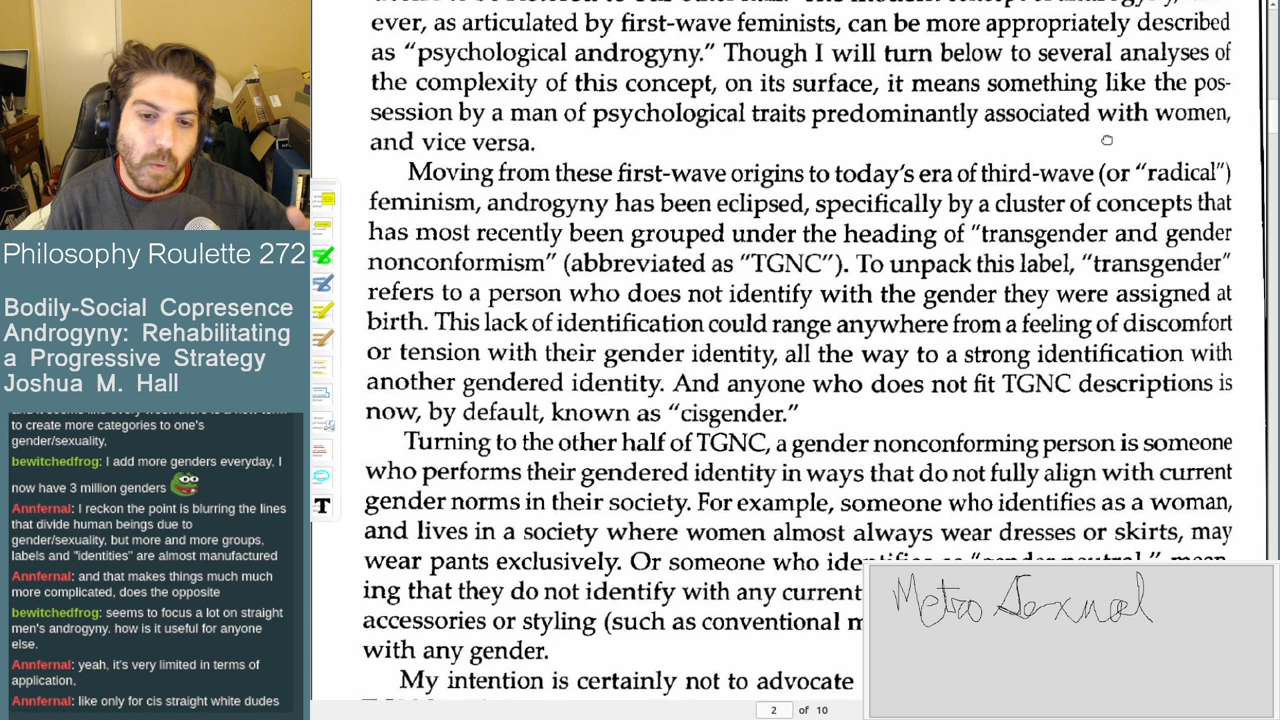 Philosophy Roulette 272
Bodily-Social Copresence
Androgyny: Rehabilitating
a Progressive Strategy
Joshua M. Hall
to create more categories to one's
gender/sexuality,
bewitchedfrog: I add more genders everyday, I
now have 3 million genders
Annfernal: I reckon the point is blurring the lines
that divide human beings due to
gender/sexuality, but more and more groups,
labels and "identities" are almost manufactured
Annfernal: and that makes things much much
more complicated, does the opposite
bewitchedfrog: seems to focus a lot on straight
men's androgyny. how is it useful for anyone
else.
Annfernal: yeah, it's very limited in terms of
application,
Annfernal: like only for cis straight white dudes
ever, as articulated by first-wave feminists, can be more appropriately described
as "psychological androgyny." Though I will turn below to several analyses of
the complexity of this concept, on its surface, it means something like the pos-
session by a man of psychological traits predominantly associated with women,
and vice versa.
Moving from these first-wave origins to today's era of third-wave (or "radical")
feminism, androgyny has been eclipsed, specifically by a cluster of concepts that
has most recently been grouped under the heading of "transgender and gender
nonconformism" (abbreviated as "TGNC"). To unpack this label, "transgender"
refers to a person who does not identify with the gender they were assigned at
birth. This lack of identification could range anywhere from a feeling of discomfort
or tension with their gender identity, all the way to a strong identification with
another gendered identity. And anyone who does not fit TGNC descriptions is
now, by default, known as "cisgender."
Turning to the other half of TGNC, a gender nonconforming person is someone
who performs their gendered identity in ways that do not fully align with current
gender norms in their society. For example, someone who identifies as a woman,
and lives in a society where women almost always wear dresses or skirts, may
wear pants exclusively. Or someone who identifies as "gender neutral," mean-
ing that they do not identify with any current
accessories or styling (such as conventional m
with any gender.
My intention is certainly not to advocate
Metro Sexual
T
2 of 10